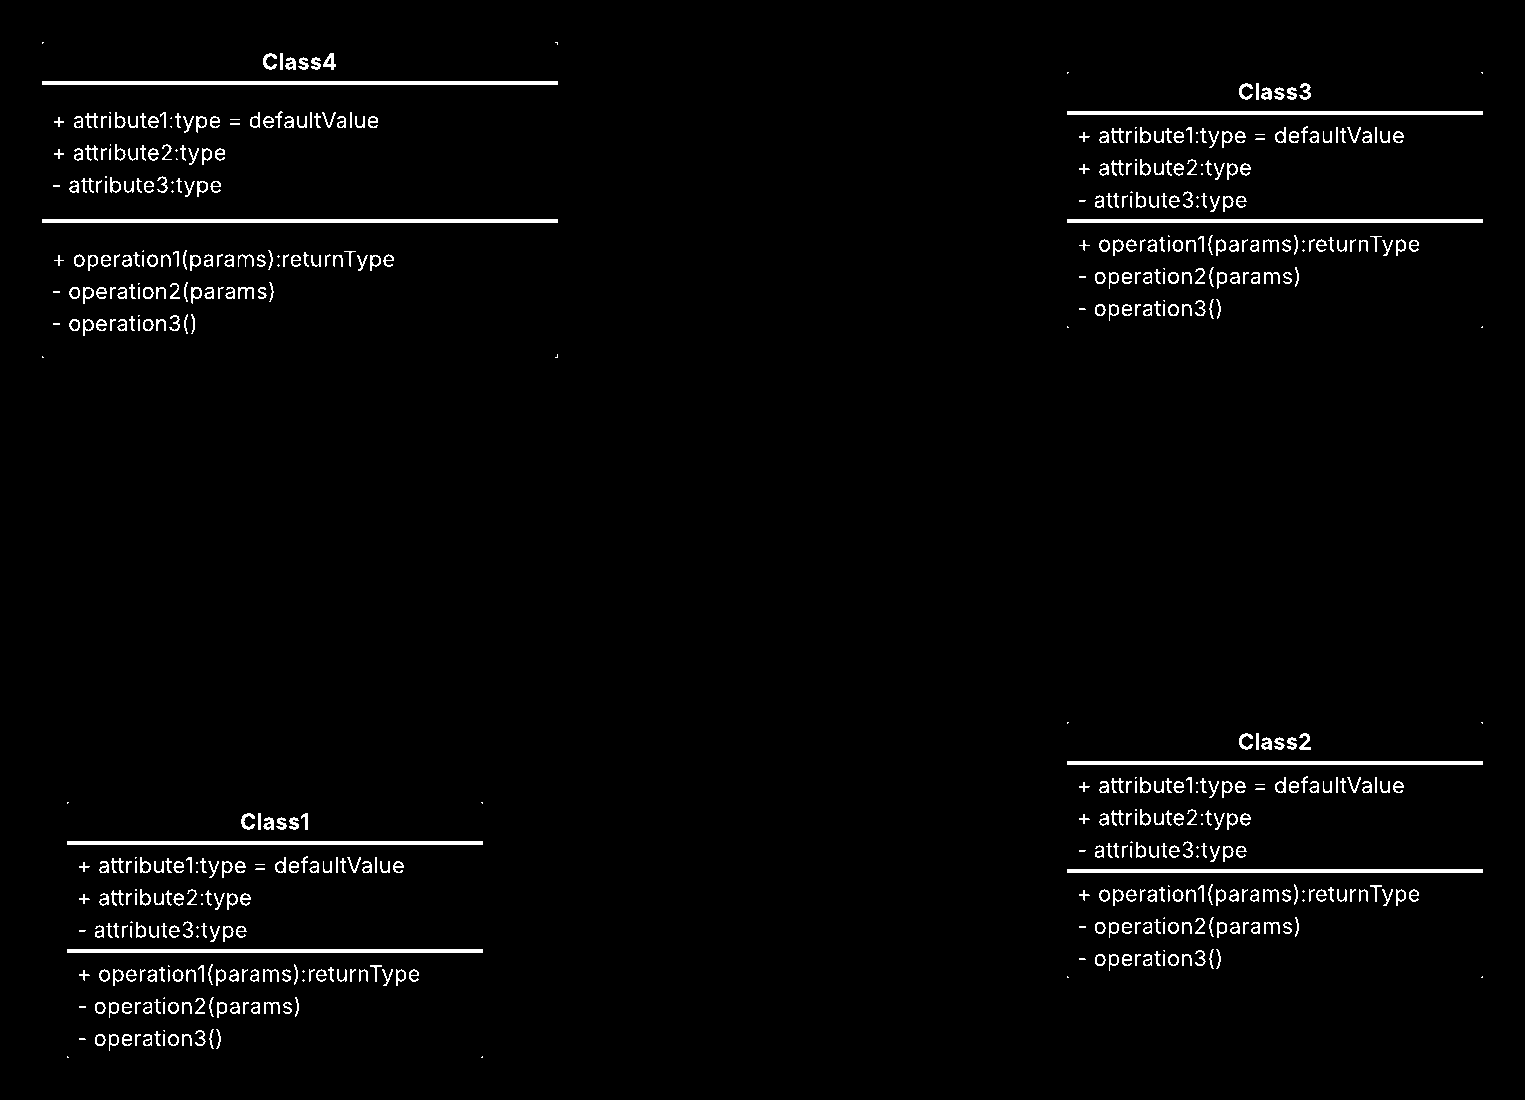 Class4
+ attribute1:type = defaultValue
+ attribute2:type
- attribute3:type
+ operation1(params):returnType
- operation2(params)
- operation3()
Class3
+ attribute1:type = defaultValue
+ attribute2:type
- attribute3:type
+ operation1(params):returnType
- operation2(params)
- operation3()
Class1
+ attribute1:type = defaultValue
+ attribute2:type
- attribute3:type
+ operation1(params):returnType
- operation2(params)
- operation3()
Class2
+ attribute1:type = defaultValue
+ attribute2:type
- attribute3:type
+ operation1(params):returnType
- operation2(params)
- operation3()